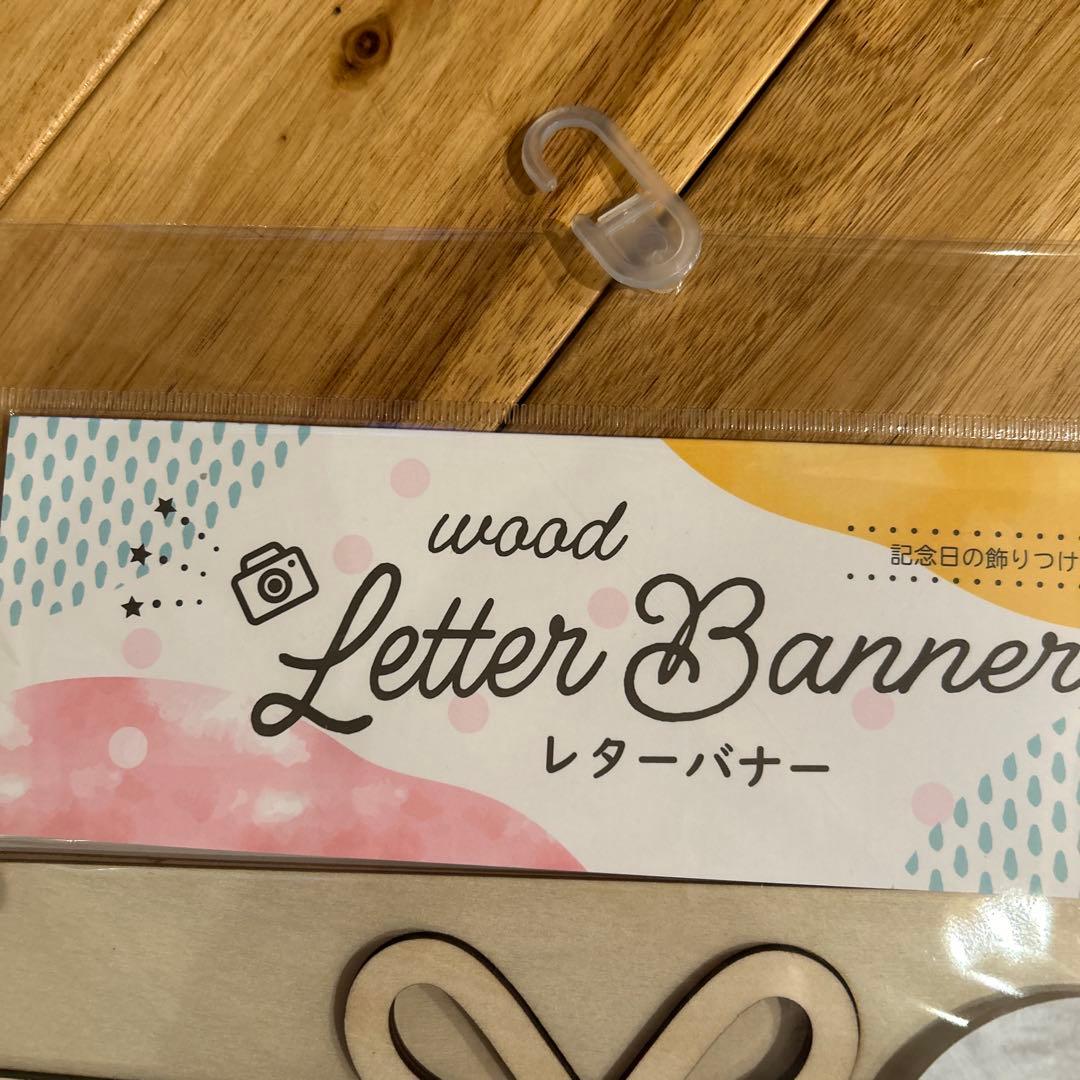 wood
記念日の飾りつけ
Letter Banner
レターバナー